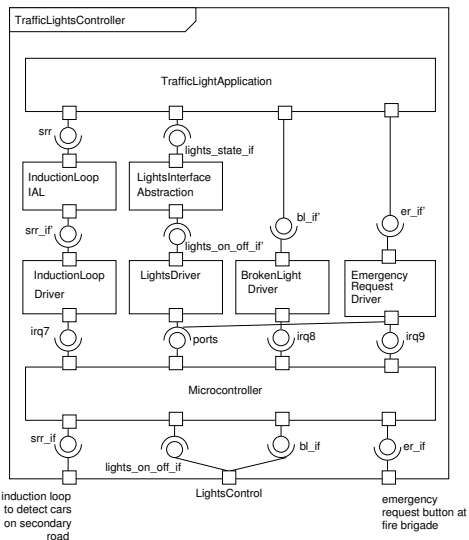 TrafficLightsController
TrafficLightApplication
srr
lights_state_if
InductionLoop
IAL
LightsInterface
Abstraction
bl_if'
er_if'
srr_if'
lights_on_off_if'
InductionLoop
Driver
LightsDriver
BrokenLight
Driver
Emergency
Request
Driver
irq7
ports
irq8
irq9
Microcontroller
srr_if
lights_on_off_if
bl_if
er_if
LightsControl
induction loop
to detect cars
on secondary
road
emergency
request button at
fire brigade